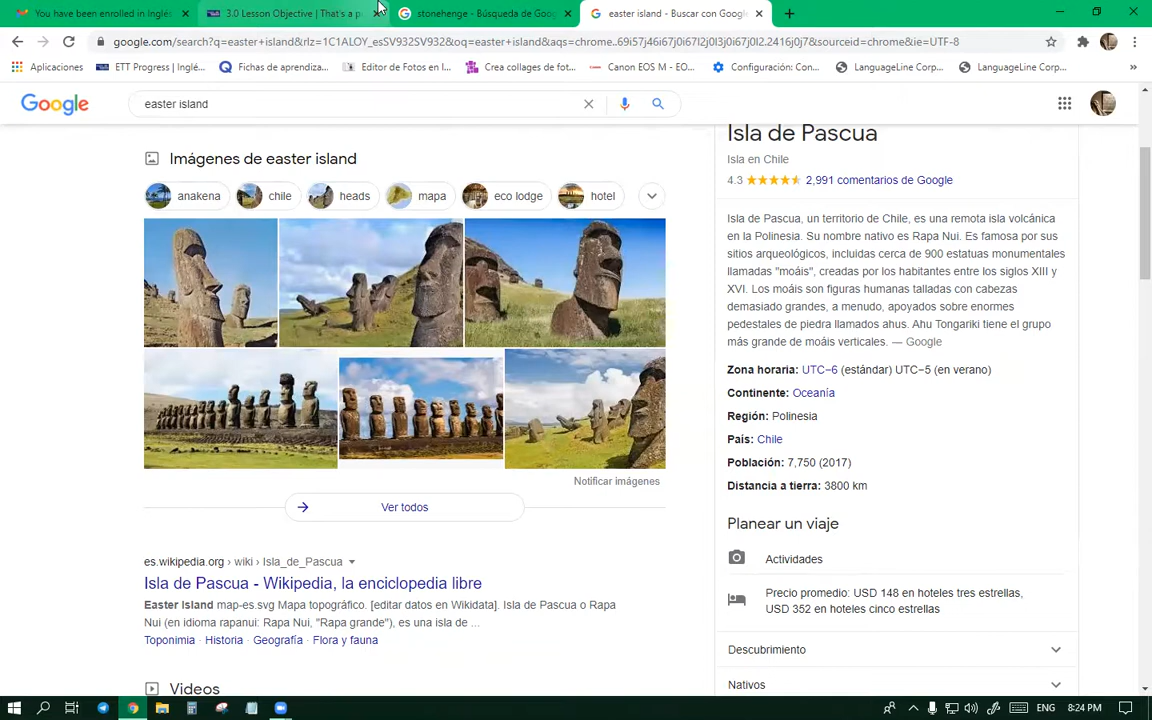 You have been enrolled in Inglés
3.0 Lesson Objective | That's a p
stonehenge - Búsqueda de Goog
easter island - Buscar con Google
google.com/search?q=easter+island&rlz=1C1ALOY_esSV932SV932&oq=easter+island&aqs=chrome..69i57j46i67j0i67l2j0l3j0i67j0l2.2416j0j7&sourceid=chrome&ie=UTF-8
Aplicaciones
ETT Progress | Inglé...
Fichas de aprendiza...
Editor de Fotos en l...
Crea collages de fot...
Canon EOS M - EO...
Configuración: Con...
LanguageLine Corp...
LanguageLine Corp...
Google
easter island
Imágenes de easter island
anakena
chile
heads
mapa
eco lodge
hotel
Notificar imágenes
Ver todos
es.wikipedia.org › wiki › Isla_de_Pascua
Isla de Pascua - Wikipedia, la enciclopedia libre
Easter Island map-es.svg Mapa topográfico. [editar datos en Wikidata]. Isla de Pascua o Rapa
Nui (en idioma rapanui: Rapa Nui, "Rapa grande"), es una isla de ...
Toponimia · Historia · Geografía · Flora y fauna
Videos
Isla de Pascua
Isla en Chile
4.3 2,991 comentarios de Google
Isla de Pascua, un territorio de Chile, es una remota isla volcánica
en la Polinesia. Su nombre nativo es Rapa Nui. Es famosa por sus
sitios arqueológicos, incluidas cerca de 900 estatuas monumentales
llamadas "moáis", creadas por los habitantes entre los siglos XIII y
XVI. Los moáis son figuras humanas talladas con cabezas
demasiado grandes, a menudo, apoyados sobre enormes
pedestales de piedra llamados ahus. Ahu Tongariki tiene el grupo
más grande de moáis verticales. — Google
Zona horaria: UTC−6 (estándar) UTC−5 (en verano)
Continente: Oceanía
Región: Polinesia
País: Chile
Población: 7,750 (2017)
Distancia a tierra: 3800 km
Planear un viaje
Actividades
Precio promedio: USD 148 en hoteles tres estrellas,
USD 352 en hoteles cinco estrellas
Descubrimiento
Nativos
ENG
8:24 PM